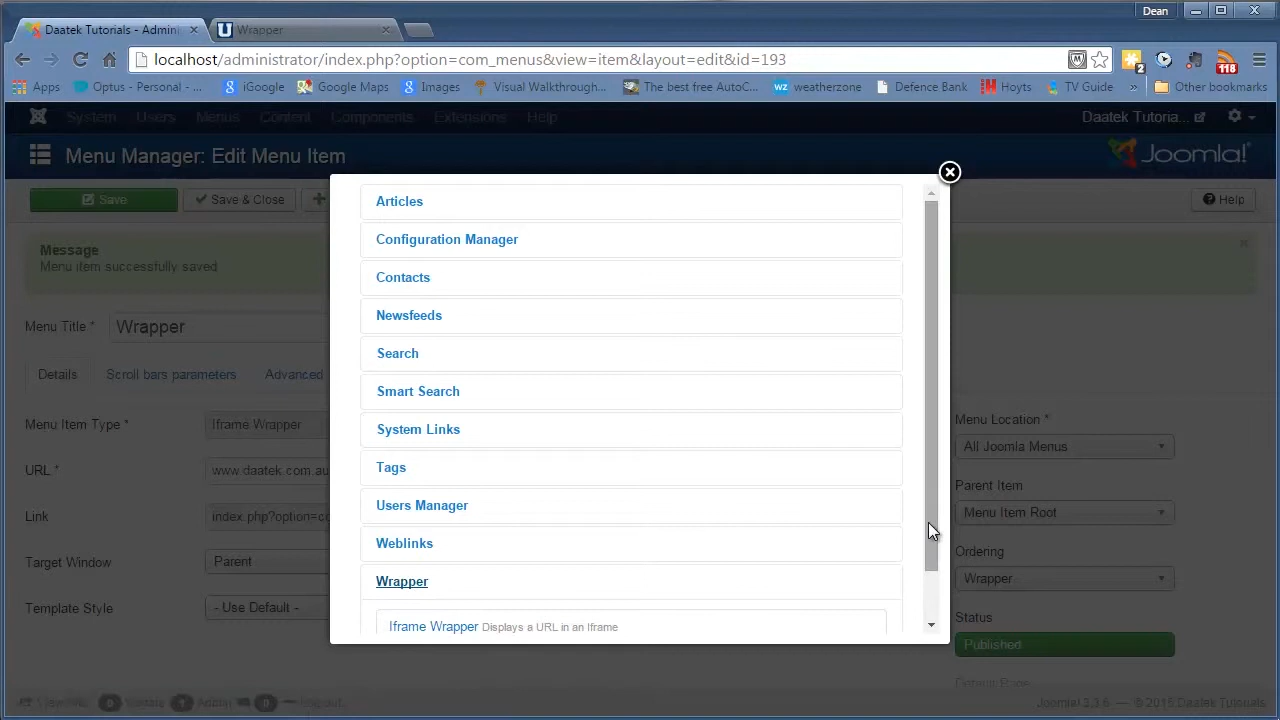 Dean
Daatek Tutorials - Admini
Wrapper
localhost/administrator/index.php?option=com_menus&view=item&layout=edit&id=193
2
118
Apps
Optus - Personal - ...
iGoogle
Google Maps
Images
Visual Walkthrough...
The best free AutoC...
wz weatherzone
Defence Bank
Hoyts
TV Guide
»
Other bookmarks
System Users Menus Content Components Extensions Help
Daatek Tutoria...
Menu Manager: Edit Menu Item
Joomla!®
Save
Save & Close
Help
Message
Menu item successfully saved
Menu Title *
Wrapper
Details
Scroll bars parameters
Advanced
Menu Item Type *
Iframe Wrapper
URL *
www.daatek.com.au
Link
index.php?option=co
Target Window
Parent
Template Style
- Use Default -
Articles
Configuration Manager
Contacts
Newsfeeds
Search
Smart Search
System Links
Tags
Users Manager
Weblinks
Wrapper
Iframe Wrapper Displays a URL in an Iframe
Menu Location *
All Joomla Menus
Parent Item
Menu Item Root
Ordering
Wrapper
Status
Published
Default Page
Joomla! 3.3.6 — © 2015 Daatek Tutorials